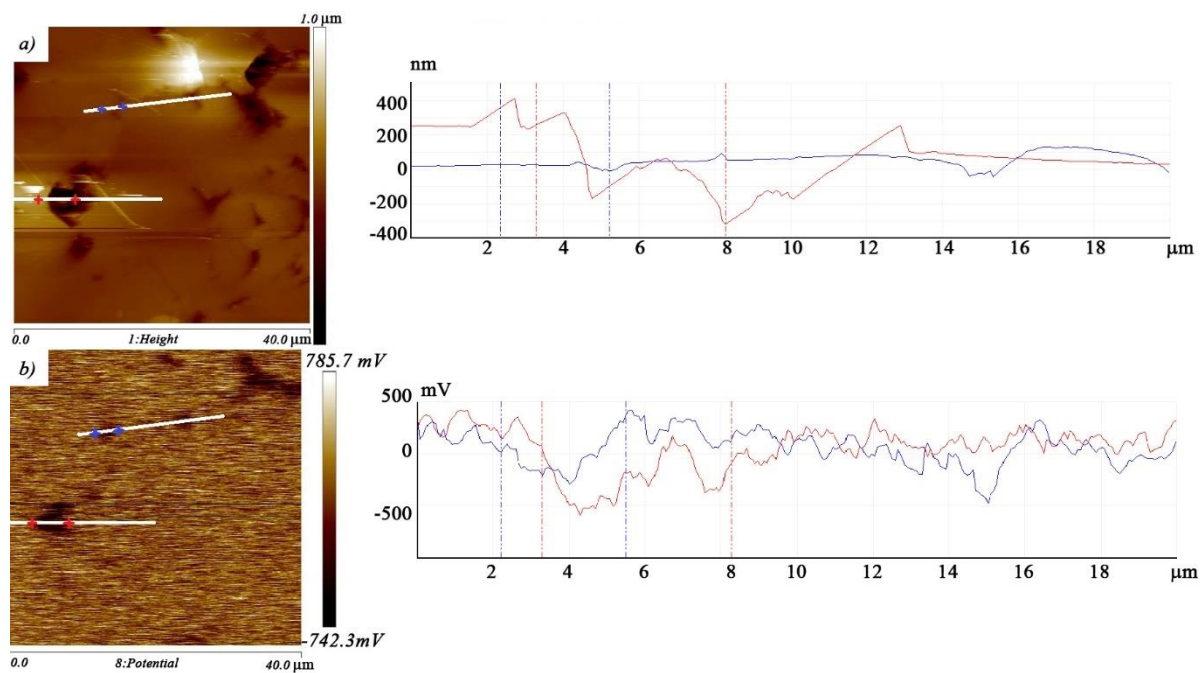 1.0 μm
a)
0.0 1:Height 40.0 μm
nm
400
200
0
-200
-400
2 4 6 8 10 12 14 16 18 μm
b)
785.7 mV
-742.3mV
0.0 8:Potential 40.0 μm
500 mV
0
-500
2 4 6 8 10 12 14 16 18 μm